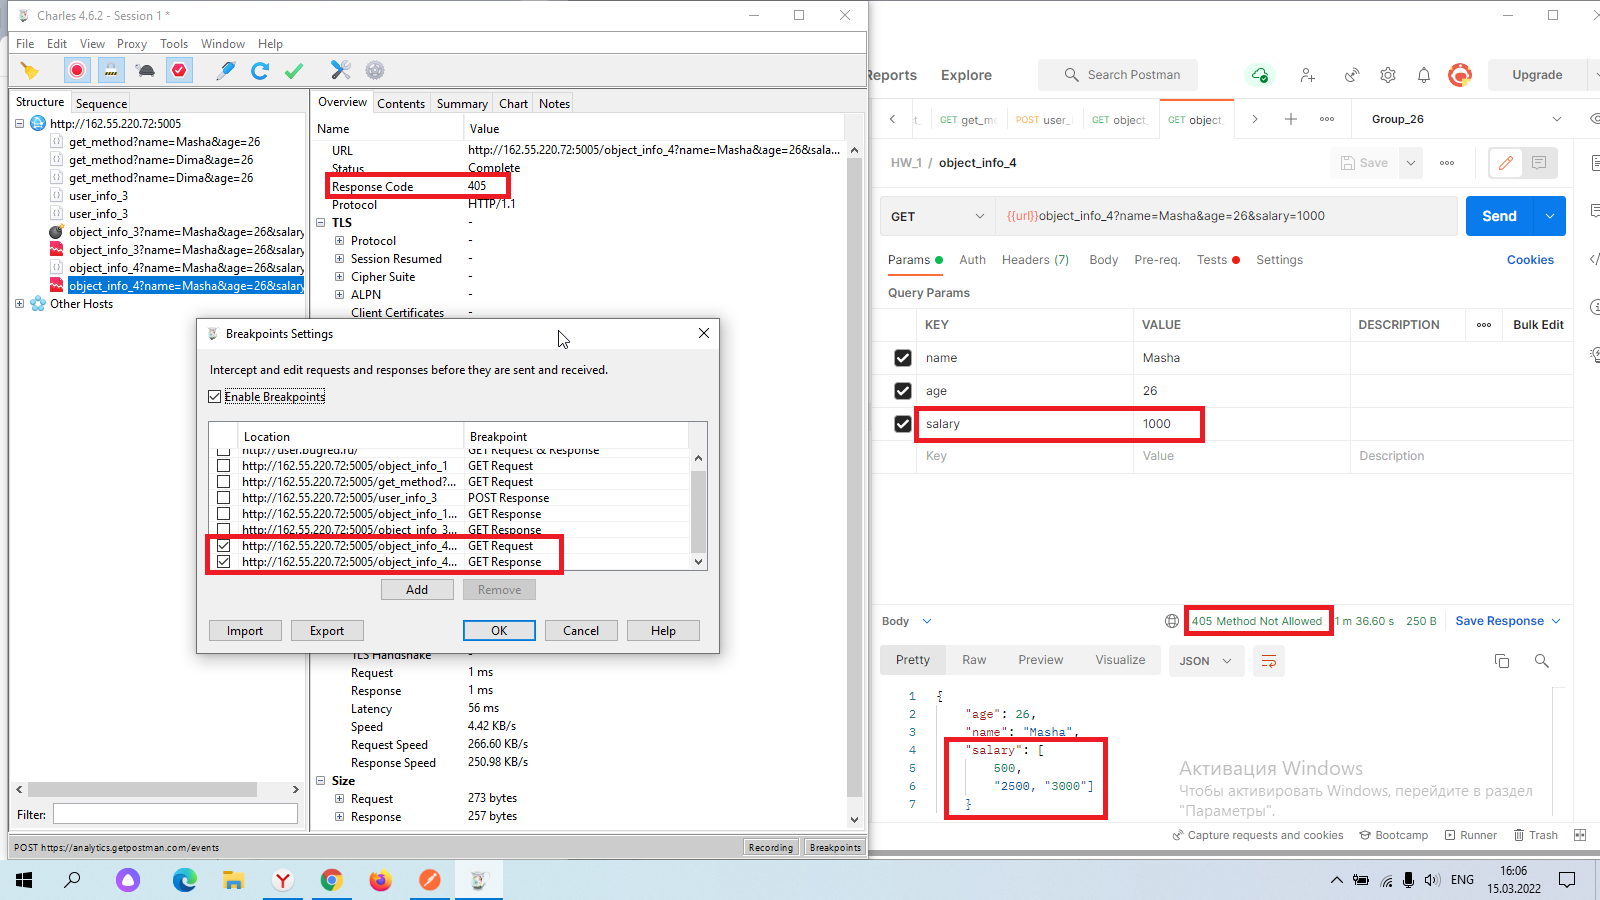 Charles 4.6.2 - Session 1 *
File Edit View Proxy Tools Window Help
Structure Sequence
http://162.55.220.72:5005
get_method?name=Masha&age=26
get_method?name=Dima&age=26
get_method?name=Dima&age=26
user_info_3
user_info_3
object_info_3?name=Masha&age=26&salary
object_info_3?name=Masha&age=26&salary
object_info_4?name=Masha&age=26&salary
object_info_4?name=Masha&age=26&salary
Other Hosts
Filter:
Overview Contents Summary Chart Notes
Name Value
URL http://162.55.220.72:5005/object_info_4?name=Masha&age=26&sala...
Status Complete
Response Code 405
Protocol HTTP/1.1
TLS -
Protocol -
Session Resumed -
Cipher Suite -
ALPN -
Client Certificates -
Breakpoints Settings
Intercept and edit requests and responses before they are sent and received.
Enable Breakpoints
Location Breakpoint
http://user.bugred.ru/ GET Request & Response
http://162.55.220.72:5005/object_info_1 GET Request
http://162.55.220.72:5005/get_method?... GET Request
http://162.55.220.72:5005/user_info_3 POST Response
http://162.55.220.72:5005/object_info_1... GET Response
http://162.55.220.72:5005/object_info_3... GET Response
http://162.55.220.72:5005/object_info_4... GET Request
http://162.55.220.72:5005/object_info_4... GET Response
Add Remove
Import Export OK Cancel Help
TLS Handshake -
Request 1 ms
Response 1 ms
Latency 56 ms
Speed 4.42 KB/s
Request Speed 266.60 KB/s
Response Speed 250.98 KB/s
Size
Request 273 bytes
Response 257 bytes
POST https://analytics.getpostman.com/events Recording Breakpoints
Reports Explore Search Postman Upgrade
GET get_m POST user_ GET object_ GET object_ Group_26
HW_1 / object_info_4 Save
GET {{url}}object_info_4?name=Masha&age=26&salary=1000 Send
Params Auth Headers (7) Body Pre-req. Tests Settings Cookies
Query Params
KEY VALUE DESCRIPTION Bulk Edit
name Masha
age 26
salary 1000
Key Value Description
Body 405 Method Not Allowed 1 m 36.60 s 250 B Save Response
Pretty Raw Preview Visualize JSON
1 {
2 "age": 26,
3 "name": "Masha",
4 "salary": [
5 500,
6 "2500, "3000"]
7 }
Активация Windows
Чтобы активировать Windows, перейдите в раздел
"Параметры".
Capture requests and cookies Bootcamp Runner Trash
ENG 16:06
15.03.2022